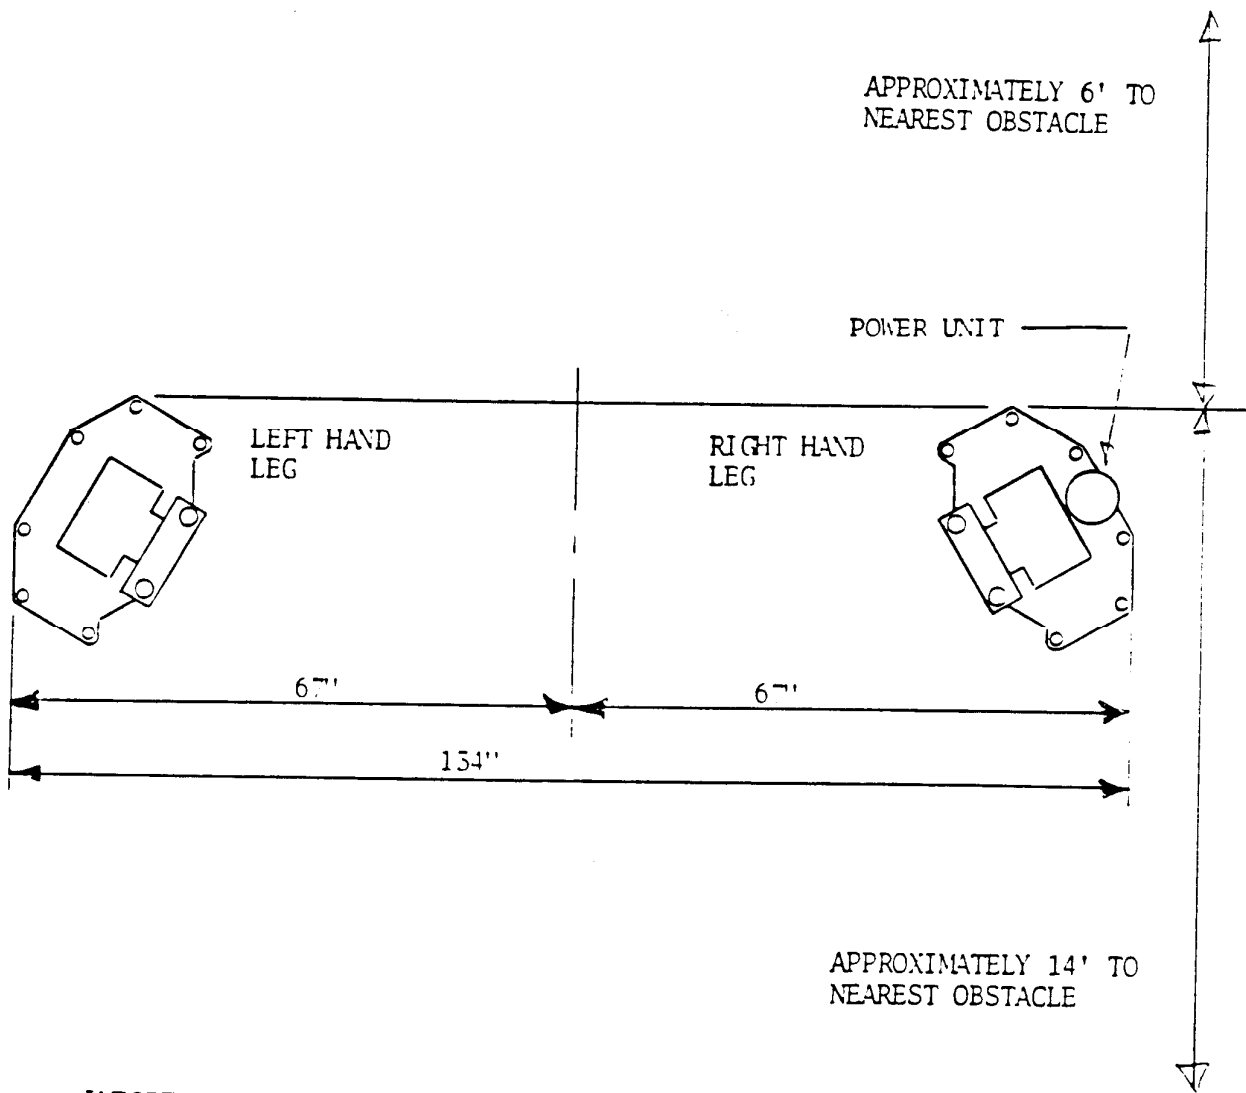 APPROXIMATELY 6' TO
NEAREST OBSTACLE
POWER UNIT
LEFT HAND
LEG
RIGHT HAND
LEG
67"
67"
134"
APPROXIMATELY 14' TO
NEAREST OBSTACLE